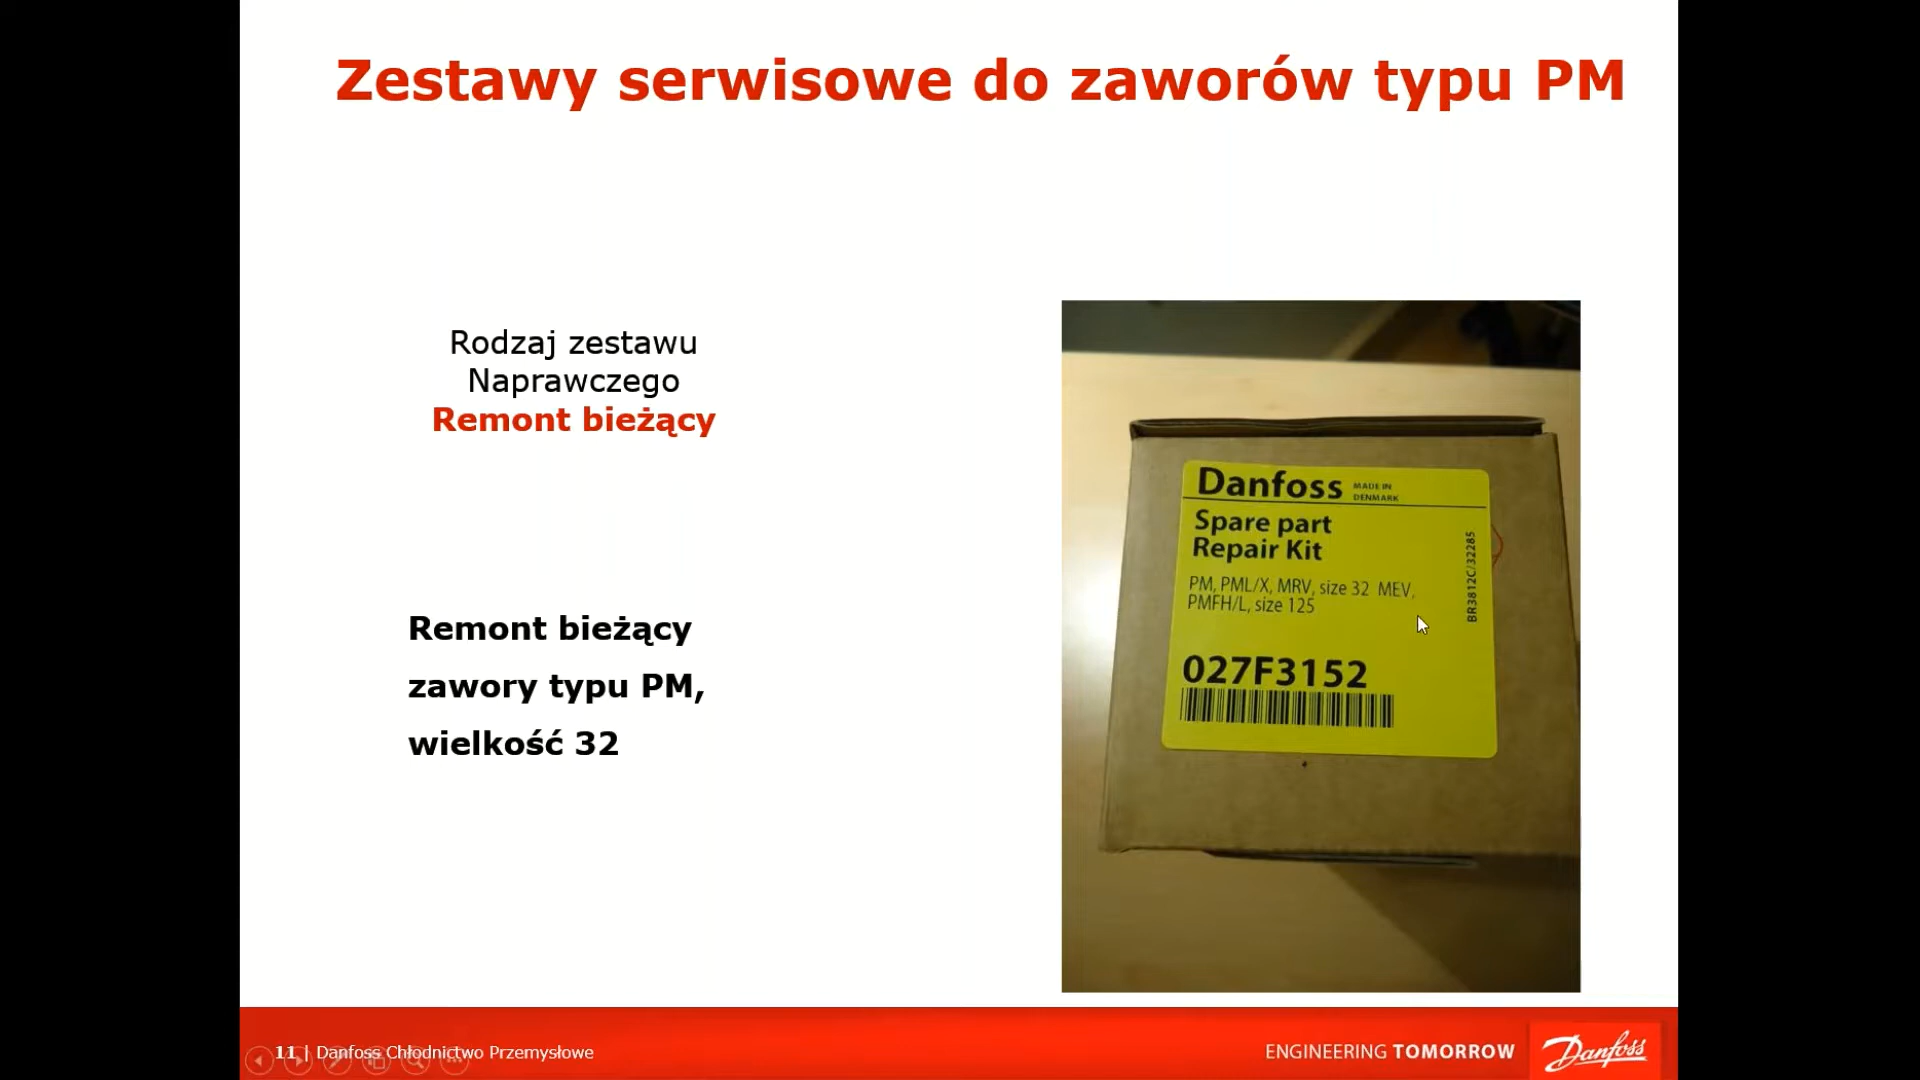 Zestawy serwisowe do zaworów typu PM
Rodzaj zestawu
Naprawczego
Remont bieżący
Remont bieżący
zawory typu PM,
wielkość 32
Danfoss MADE IN
DENMARK
Spare part
Repair Kit
PM, PML/X, MRV, size 32 MEV,
PMFH/L, size 125
BR3812C/32285
027F3152
11 | Danfoss Chłodnictwo Przemysłowe
ENGINEERING TOMORROW
Danfoss